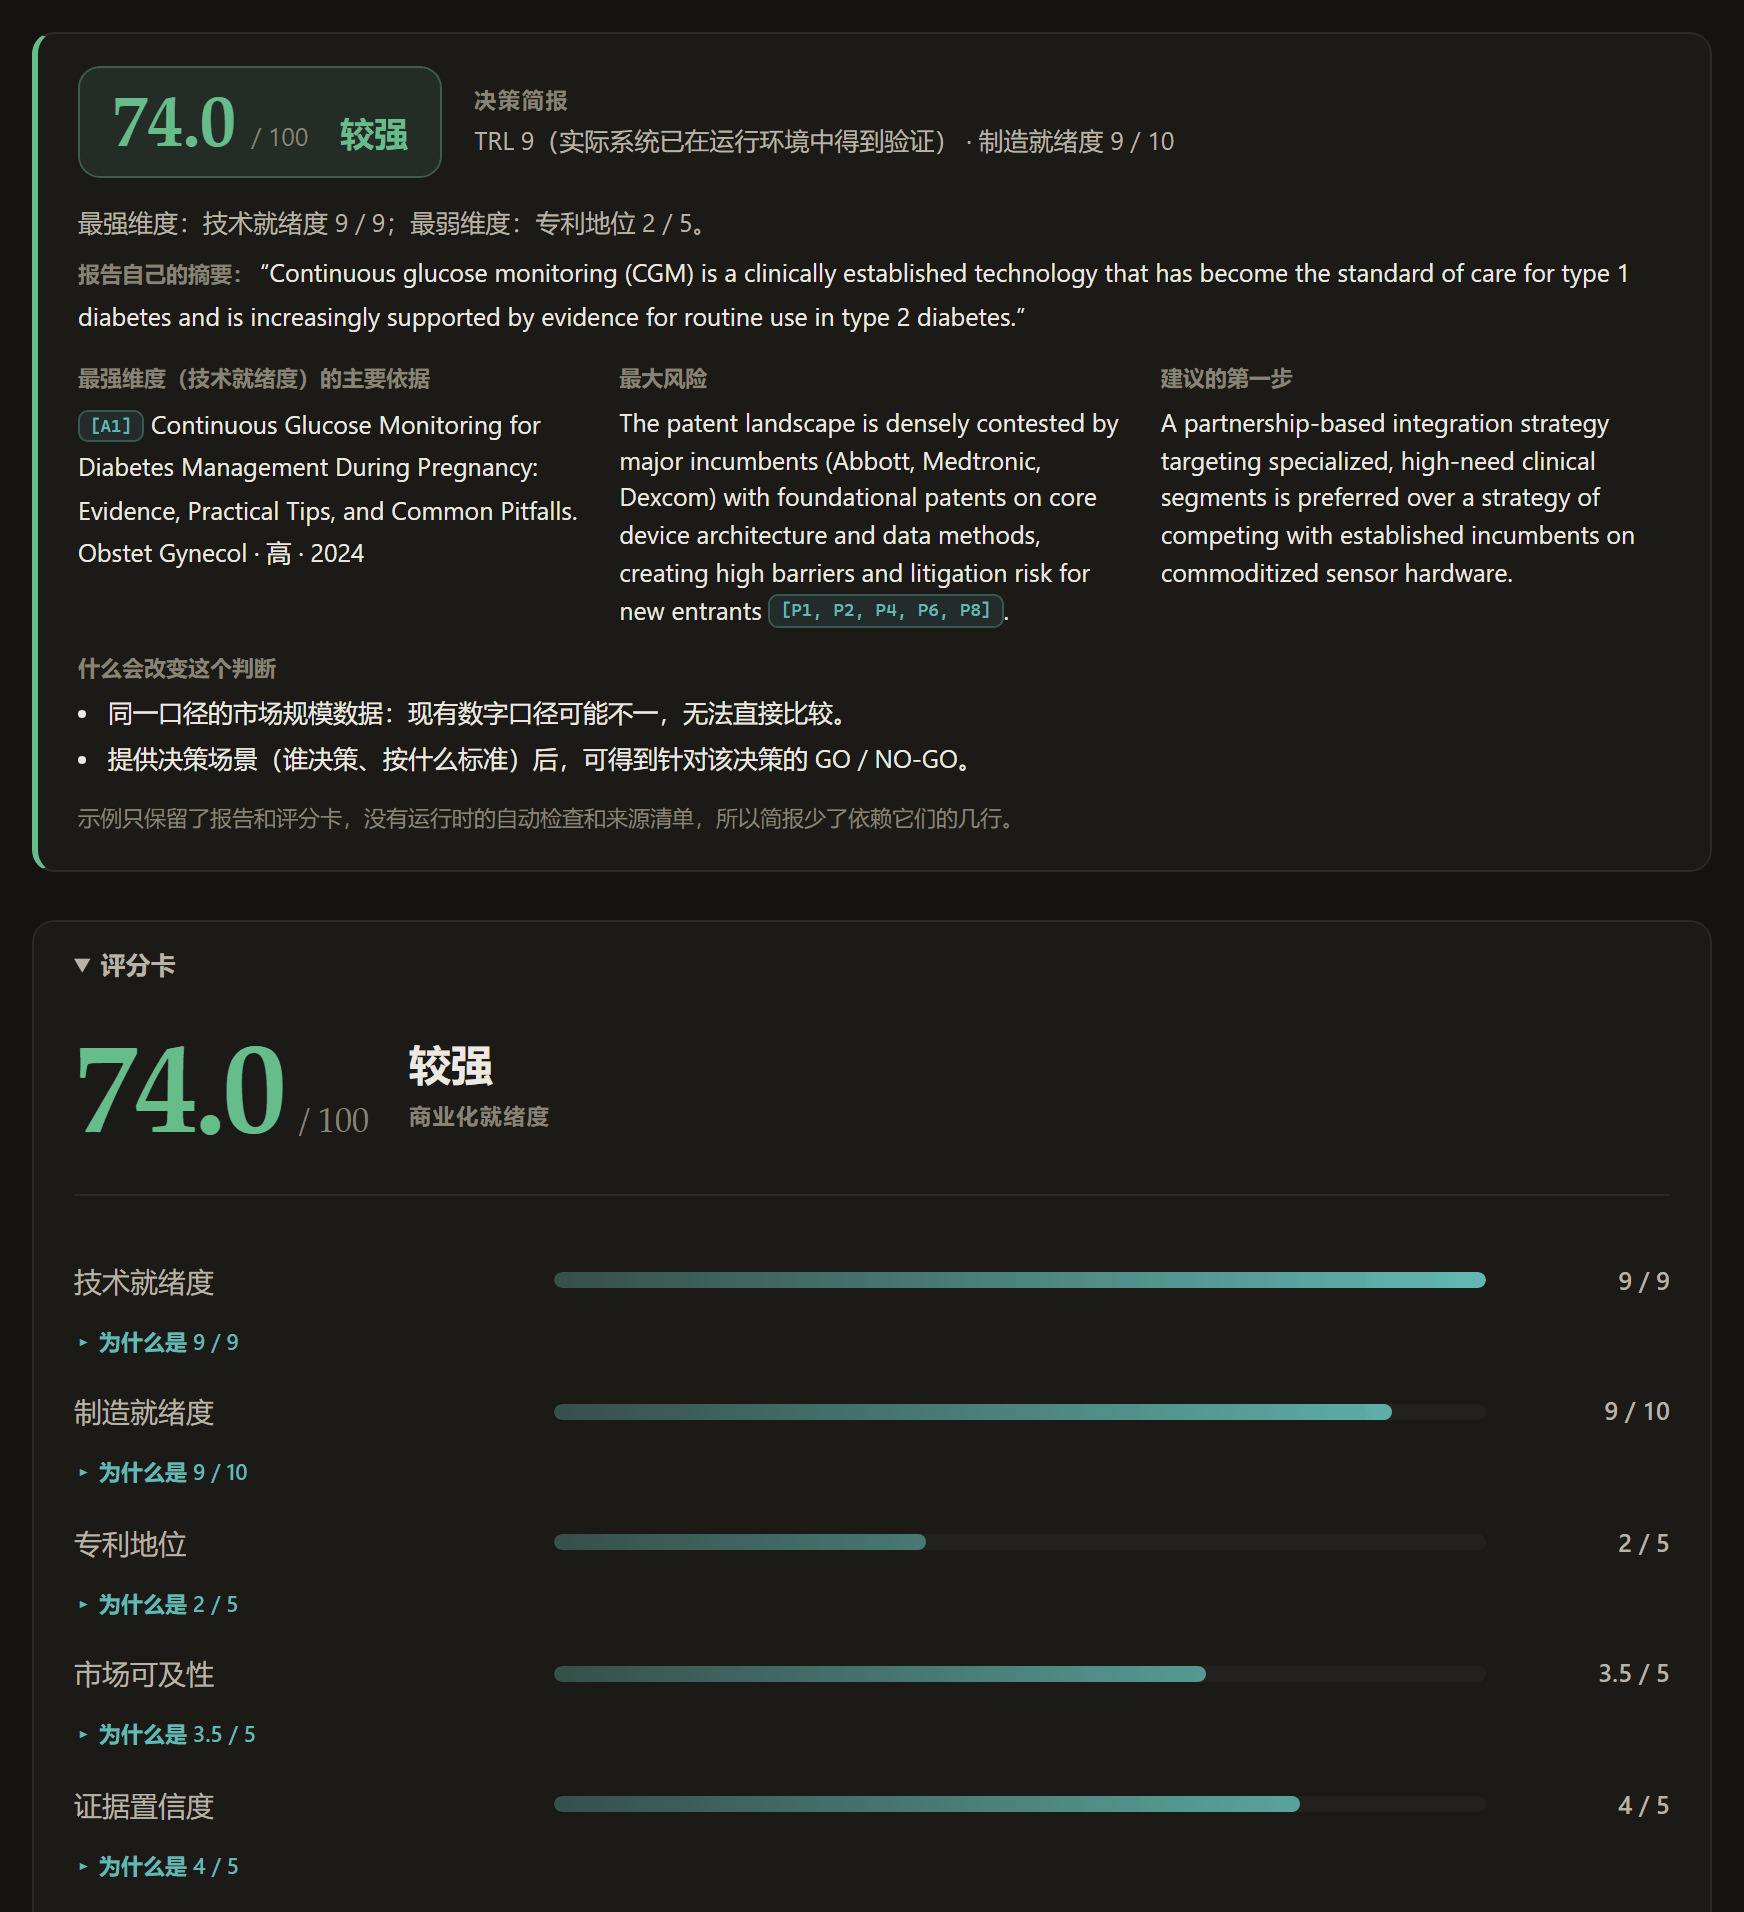 74.0 / 100 较强
决策简报
TRL 9（实际系统已在运行环境中得到验证） · 制造就绪度 9 / 10
最强维度：技术就绪度 9 / 9；最弱维度：专利地位 2 / 5。
报告自己的摘要： “Continuous glucose monitoring (CGM) is a clinically established technology that has become the standard of care for type 1
diabetes and is increasingly supported by evidence for routine use in type 2 diabetes.”
最强维度（技术就绪度）的主要依据
[A1] Continuous Glucose Monitoring for
Diabetes Management During Pregnancy:
Evidence, Practical Tips, and Common Pitfalls.
Obstet Gynecol · 高 · 2024
最大风险
The patent landscape is densely contested by
major incumbents (Abbott, Medtronic,
Dexcom) with foundational patents on core
device architecture and data methods,
creating high barriers and litigation risk for
new entrants [P1, P2, P4, P6, P8].
建议的第一步
A partnership-based integration strategy
targeting specialized, high-need clinical
segments is preferred over a strategy of
competing with established incumbents on
commoditized sensor hardware.
什么会改变这个判断
• 同一口径的市场规模数据：现有数字口径可能不一，无法直接比较。
• 提供决策场景（谁决策、按什么标准）后，可得到针对该决策的 GO / NO-GO。
示例只保留了报告和评分卡，没有运行时的自动检查和来源清单，所以简报少了依赖它们的几行。
▼ 评分卡
74.0 / 100
较强
商业化就绪度
技术就绪度 9 / 9
▸ 为什么是 9 / 9
制造就绪度 9 / 10
▸ 为什么是 9 / 10
专利地位 2 / 5
▸ 为什么是 2 / 5
市场可及性 3.5 / 5
▸ 为什么是 3.5 / 5
证据置信度 4 / 5
▸ 为什么是 4 / 5